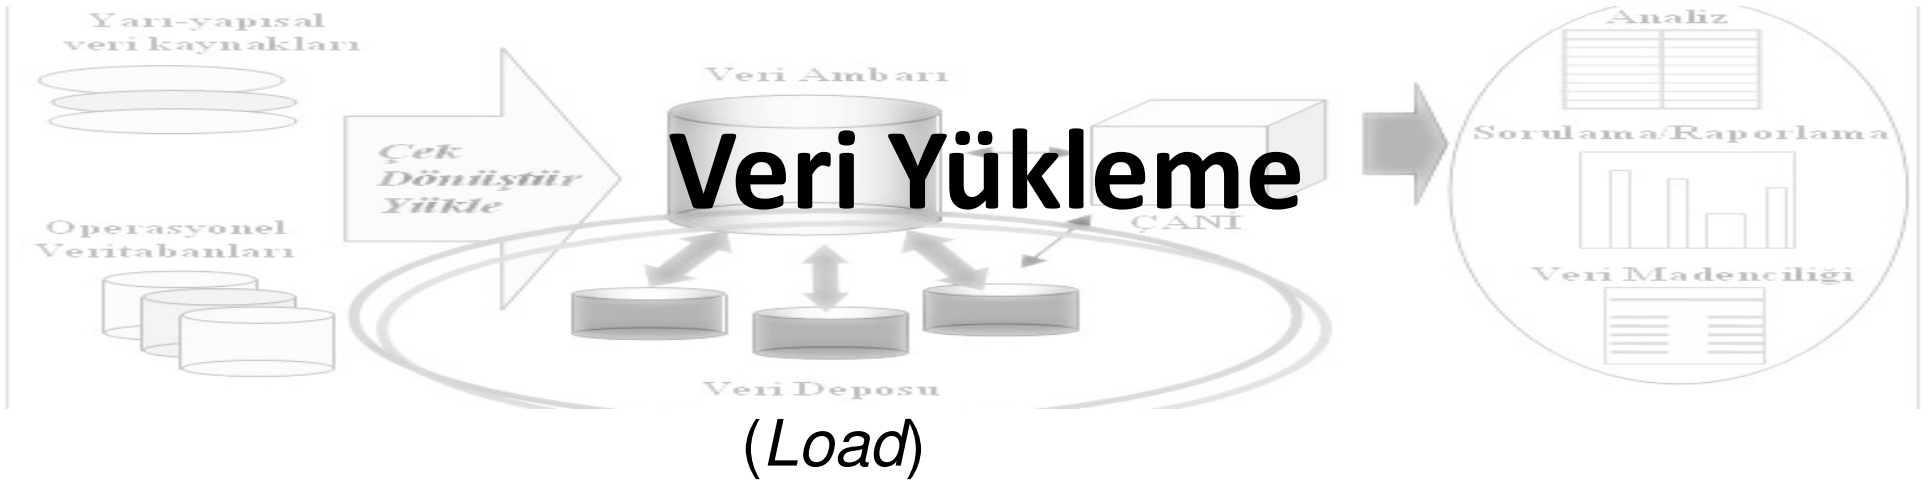 Yarı-yapısal
veri kaynakları
Operasyonel
Veritabanları
Çek
Dönüştür
Yükle
Veri Ambarı
Veri Yükleme
ÇANİ
Veri Deposu
Analiz
Sorulama/Raporlama
Veri Madenciliği
(Load)